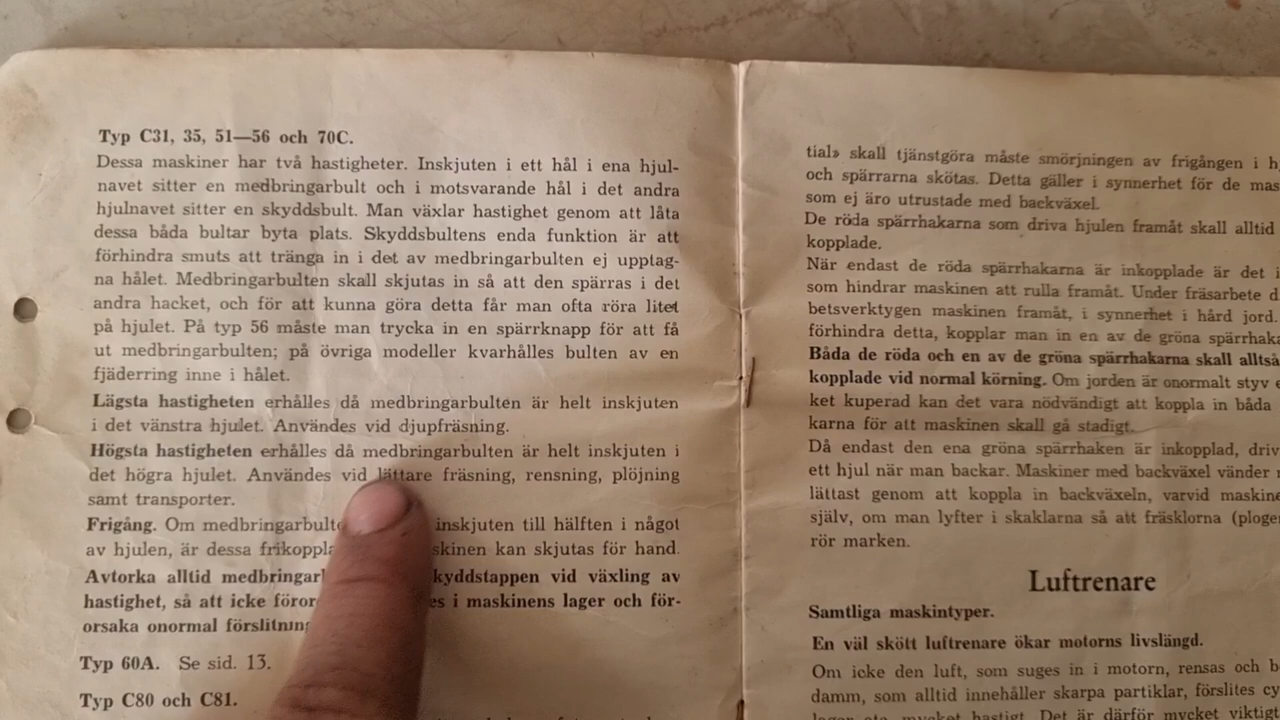 Typ C31, 35, 51—56 och 70C.
Dessa maskiner har två hastigheter. Inskjuten i ett hål i ena hjul-
navet sitter en medbringarbult och i motsvarande hål i det andra
hjulnavet sitter en skyddsbult. Man växlar hastighet genom att låta
dessa båda bultar byta plats. Skyddsbultens enda funktion är att
förhindra smuts att tränga in i det av medbringarbulten ej upptag-
na hålet. Medbringarbulten skall skjutas in så att den spärras i det
andra hacket, och för att kunna göra detta får man ofta röra litet
på hjulet. På typ 56 måste man trycka in en spärrknapp för att få
ut medbringarbulten; på övriga modeller kvarhålles bulten av en
fjäderring inne i hålet.
Lägsta hastigheten erhålles då medbringarbulten är helt inskjuten
i det vänstra hjulet. Användes vid djupfräsning.
Högsta hastigheten erhålles då medbringarbulten är helt inskjuten i
det högra hjulet. Användes vid lättare fräsning, rensning, plöjning
samt transporter.
Frigång. Om medbringarbult inskjuten till hälften i något
av hjulen, är dessa frikoppla skinen kan skjutas för hand.
Avtorka alltid medbringar kyddstappen vid växling av
hastighet, så att icke föror es i maskinens lager och för-
orsaka onormal förslitning
Typ 60A. Se sid. 13.
Typ C80 och C81.
tial» skall tjänstgöra måste smörjningen av frigången i h
och spärrarna skötas. Detta gäller i synnerhet för de mas
som ej äro utrustade med backväxel.
De röda spärrhakarna som driva hjulen framåt skall alltid
kopplade.
När endast de röda spärrhakarna är inkopplade är det i
som hindrar maskinen att rulla framåt. Under fräsarbete d
betsverktygen maskinen framåt, i synnerhet i hård jord.
förhindra detta, kopplar man in en av de gröna spärrhaka
Båda de röda och en av de gröna spärrhakarna skall alltså
kopplade vid normal körning. Om jorden är onormalt styv e
ket kuperad kan det vara nödvändigt att koppla in båda
karna för att maskinen skall gå stadigt.
Då endast den ena gröna spärrhaken är inkopplad, driv
ett hjul när man backar. Maskiner med backväxel vänder
lättast genom att koppla in backväxeln, varvid maskine
själv, om man lyfter i skaklarna så att fräsklorna (ploge
rör marken.
Luftrenare
Samtliga maskintyper.
En väl skött luftrenare ökar motorns livslängd.
Om icke den luft, som suges in i motorn, rensas och b
damm, som alltid innehåller skarpa partiklar, förslites cy
mycket hastigt. Det är därför mycket viktigt